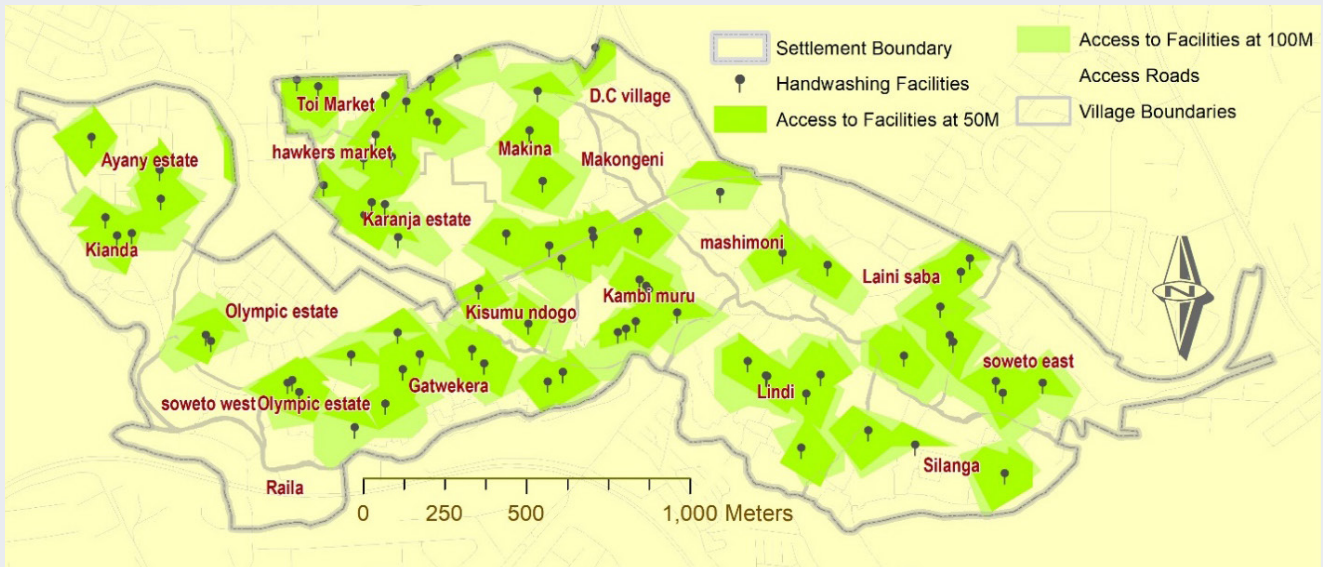 Settlement Boundary
Handwashing Facilities
Access to Facilities at 50M
Access to Facilities at 100M
Access Roads
Village Boundaries
Toi Market
D.C village
hawkers market
Makina
Makongeni
Ayany estate
Karanja estate
Kianda
mashimoni
Laini saba
Kambi muru
Olympic estate
Kisumu ndogo
soweto east
Gatwekera
Lindi
soweto west
Olympic estate
Silanga
Raila
0 250 500 1,000 Meters
N